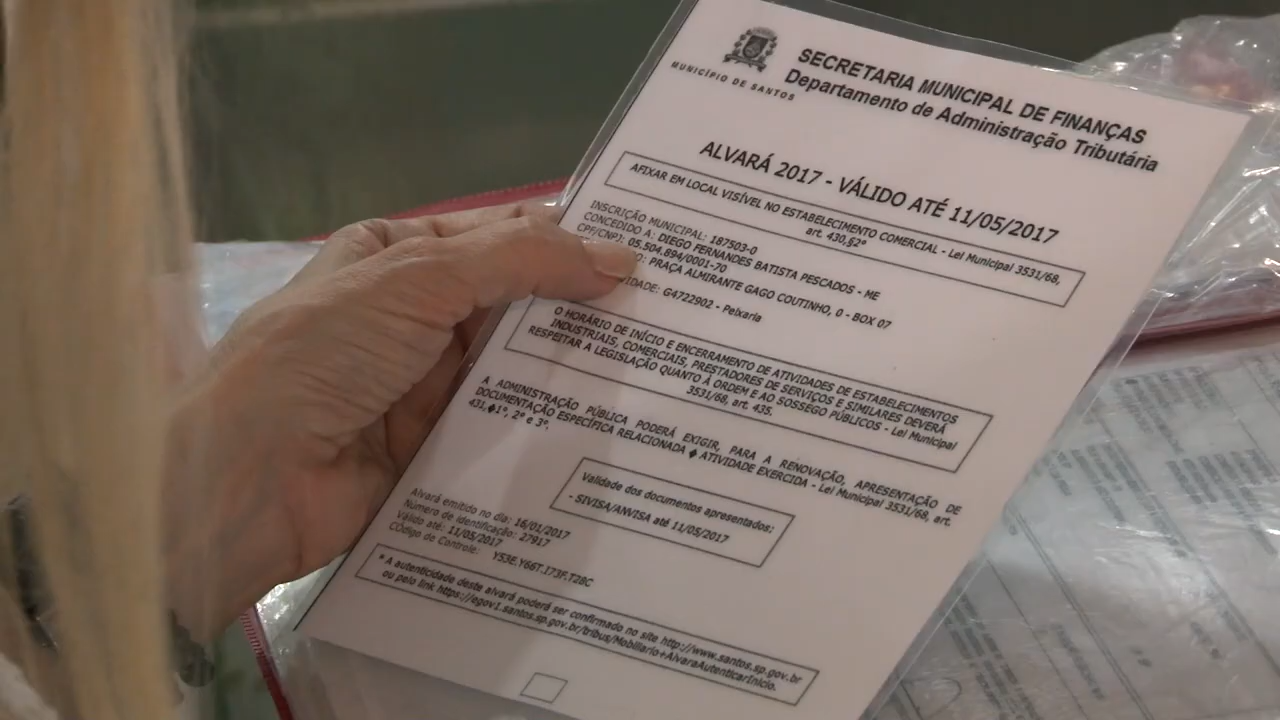 MUNICÍPIO DE SANTOS
SECRETARIA MUNICIPAL DE FINANÇAS
Departamento de Administração Tributária
ALVARÁ 2017 - VÁLIDO ATÉ 11/05/2017
AFIXAR EM LOCAL VISÍVEL NO ESTABELECIMENTO COMERCIAL - Lei Municipal 3531/68,
art. 430,§2º
INSCRIÇÃO MUNICIPAL: 187503-0
CONCEDIDO A: DIEGO FERNANDES BATISTA PESCADOS - ME
CPF/CNPJ: 05.504.894/0001-70
O: PRAÇA ALMIRANTE GAGO COUTINHO, 0 - BOX 07
IDADE: G4722902 - Peixaria
O HORÁRIO DE INÍCIO E ENCERRAMENTO DE ATIVIDADES DE ESTABELECIMENTOS
INDUSTRIAIS, COMERCIAIS, PRESTADORES DE SERVIÇOS E SIMILARES DEVERÁ
RESPEITAR A LEGISLAÇÃO QUANTO À ORDEM E AO SOSSEGO PÚBLICOS - Lei Municipal
3531/68, art. 435.
A ADMINISTRAÇÃO PÚBLICA PODERÁ EXIGIR, PARA A RENOVAÇÃO, APRESENTAÇÃO DE
DOCUMENTAÇÃO ESPECÍFICA RELACIONADA � ATIVIDADE EXERCIDA - Lei Municipal 3531/68, art.
431,�1º, 2º e 3º.
Validade dos documentos apresentados:
- SIVISA/ANVISA até 11/05/2017
Alvará emitido no dia: 16/01/2017
Número de identificação: 27917
Válido até: 11/05/2017
CÓdigo de Controle: Y53E.Y66T.173F.T28C
* A autenticidade deste alvará poderá ser confirmado no site http://www.santos.sp.gov.br
ou pelo link https://egov1.santos.sp.gov.br/tribus/Mobiliario+AlvaraAutenticarInicio.